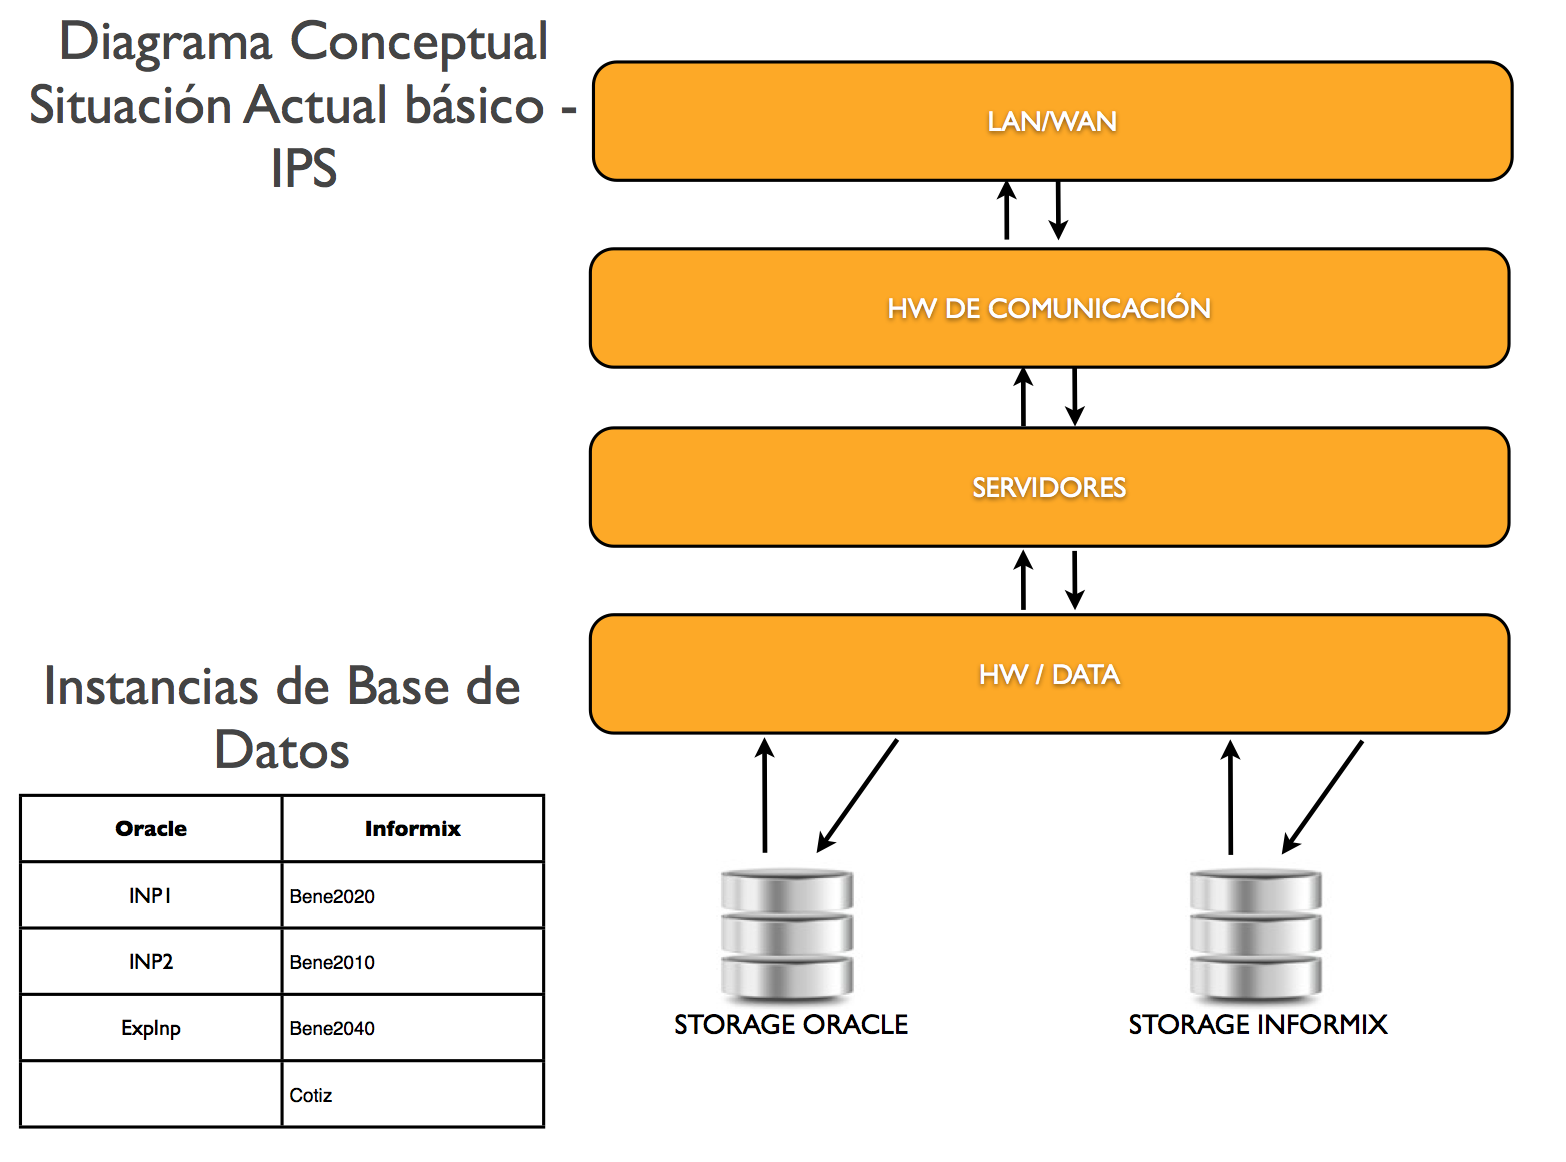 Diagrama Conceptual
Situación Actual básico -
IPS
LAN/WAN
HW DE COMUNICACIÓN
SERVIDORES
HW / DATA
STORAGE ORACLE
STORAGE INFORMIX
Instancias de Base de
Datos
Oracle Informix
INP1 Bene2020
INP2 Bene2010
ExpInp Bene2040
Cotiz